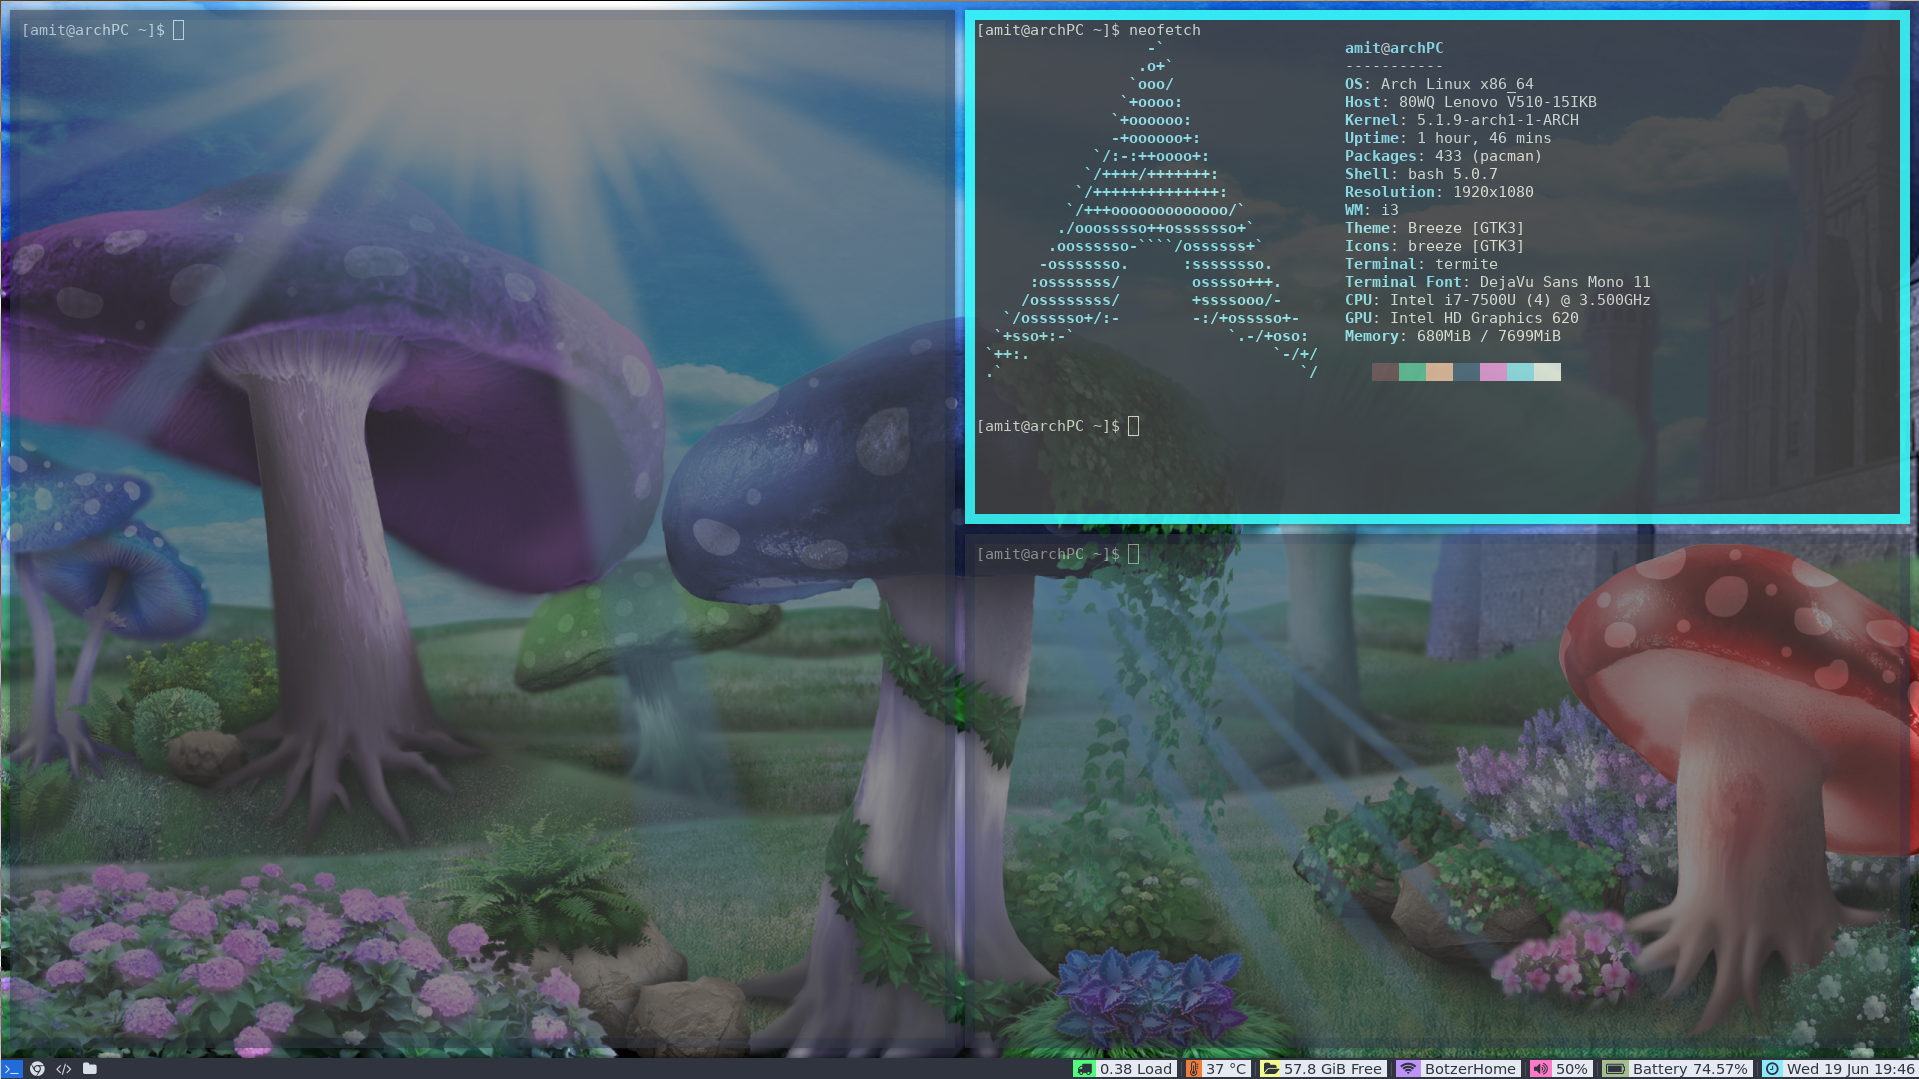 [amit@archPC ~]$
[amit@archPC ~]$ neofetch
-`
.o+`
`ooo/
`+oooo:
`+oooooo:
-+oooooo+:
`/:-:++oooo+:
`/++++/+++++++:
`/++++++++++++++:
`/+++ooooooooooooo/`
./ooosssso++osssssso+`
.oossssso-````/ossssss+`
-osssssso.      :ssssssso.
:osssssss/        osssso+++.
/ossssssss/        +ssssooo/-
`/ossssso+/:-        -:/+osssso+-
`+sso+:-`                 `.-/+oso:
`++:.                           `-/+/
.`                                 `/
amit@archPC
-----------
OS: Arch Linux x86_64
Host: 80WQ Lenovo V510-15IKB
Kernel: 5.1.9-arch1-1-ARCH
Uptime: 1 hour, 46 mins
Packages: 433 (pacman)
Shell: bash 5.0.7
Resolution: 1920x1080
WM: i3
Theme: Breeze [GTK3]
Icons: breeze [GTK3]
Terminal: termite
Terminal Font: DejaVu Sans Mono 11
CPU: Intel i7-7500U (4) @ 3.500GHz
GPU: Intel HD Graphics 620
Memory: 680MiB / 7699MiB
[amit@archPC ~]$
[amit@archPC ~]$
0.38 Load 37 °C 57.8 GiB Free BotzerHome 50% Battery 74.57% Wed 19 Jun 19:46